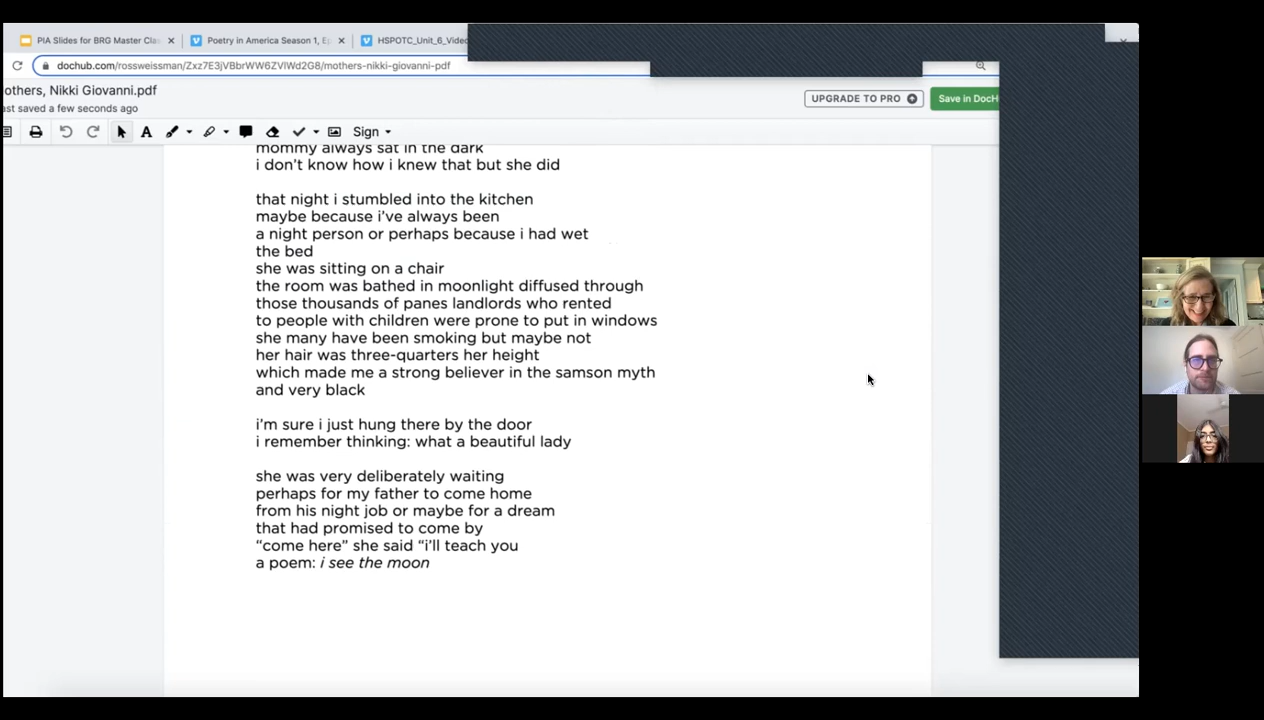 PIA Slides for BRG Master Cla
Poetry in America Season 1, Ep
HSPOTC_Unit_6_Video
dochub.com/rossweissman/Zxz7E3jVBbrWW6ZVlWd2G8/mothers-nikki-giovanni-pdf
others, Nikki Giovanni.pdf
ast saved a few seconds ago
UPGRADE TO PRO
Save in DocH
A
Sign
mommy always sat in the dark
i don't know how i knew that but she did
that night i stumbled into the kitchen
maybe because i've always been
a night person or perhaps because i had wet
the bed
she was sitting on a chair
the room was bathed in moonlight diffused through
those thousands of panes landlords who rented
to people with children were prone to put in windows
she many have been smoking but maybe not
her hair was three-quarters her height
which made me a strong believer in the samson myth
and very black
i'm sure i just hung there by the door
i remember thinking: what a beautiful lady
she was very deliberately waiting
perhaps for my father to come home
from his night job or maybe for a dream
that had promised to come by
“come here” she said “i'll teach you
a poem: i see the moon